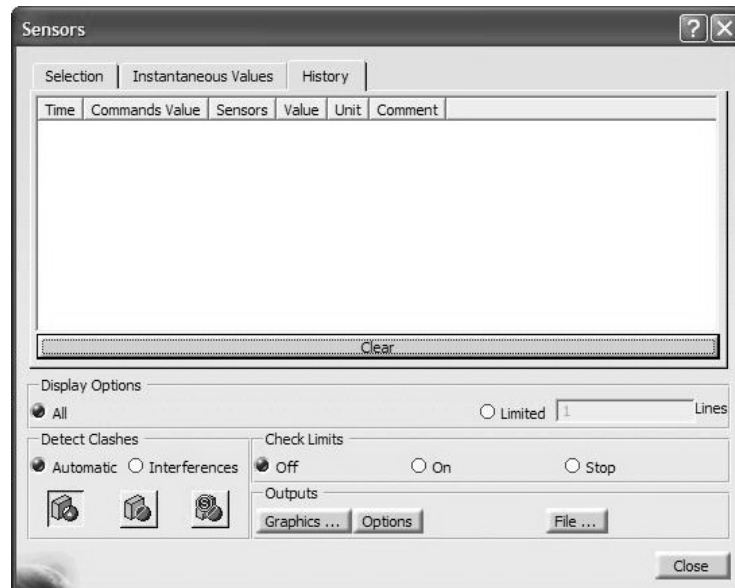 Sensors
Selection Instantaneous Values History
Time Commands Value Sensors Value Unit Comment
Clear
Display Options
All Limited 1 Lines
Detect Clashes Check Limits
Automatic Interferences Off On Stop
Outputs
Graphics ... Options File ...
Close